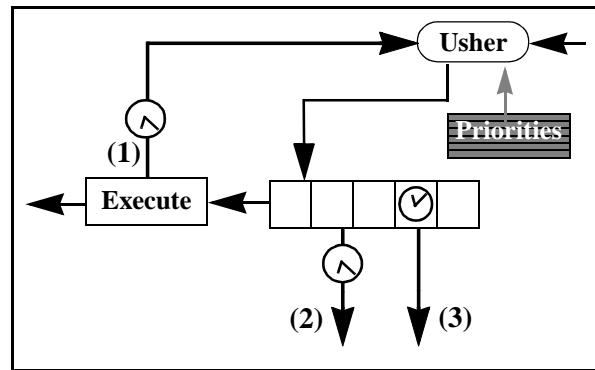 Usher
Priorities
(1)
Execute
(2)
(3)